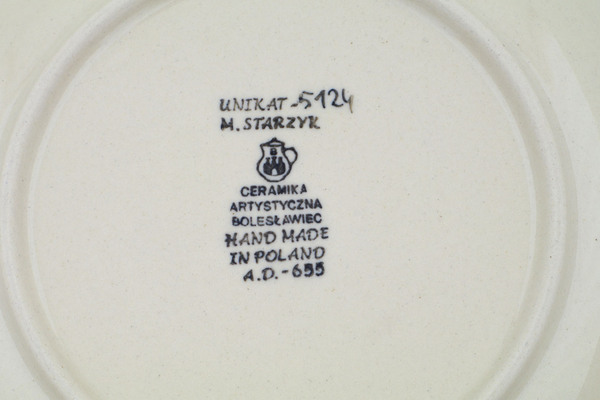 UNIKAT-5124
M. STARZYK
CERAMIKA
ARTYSTYCZNA
BOLESŁAWIEC
HAND MADE
IN POLAND
A.D.-655